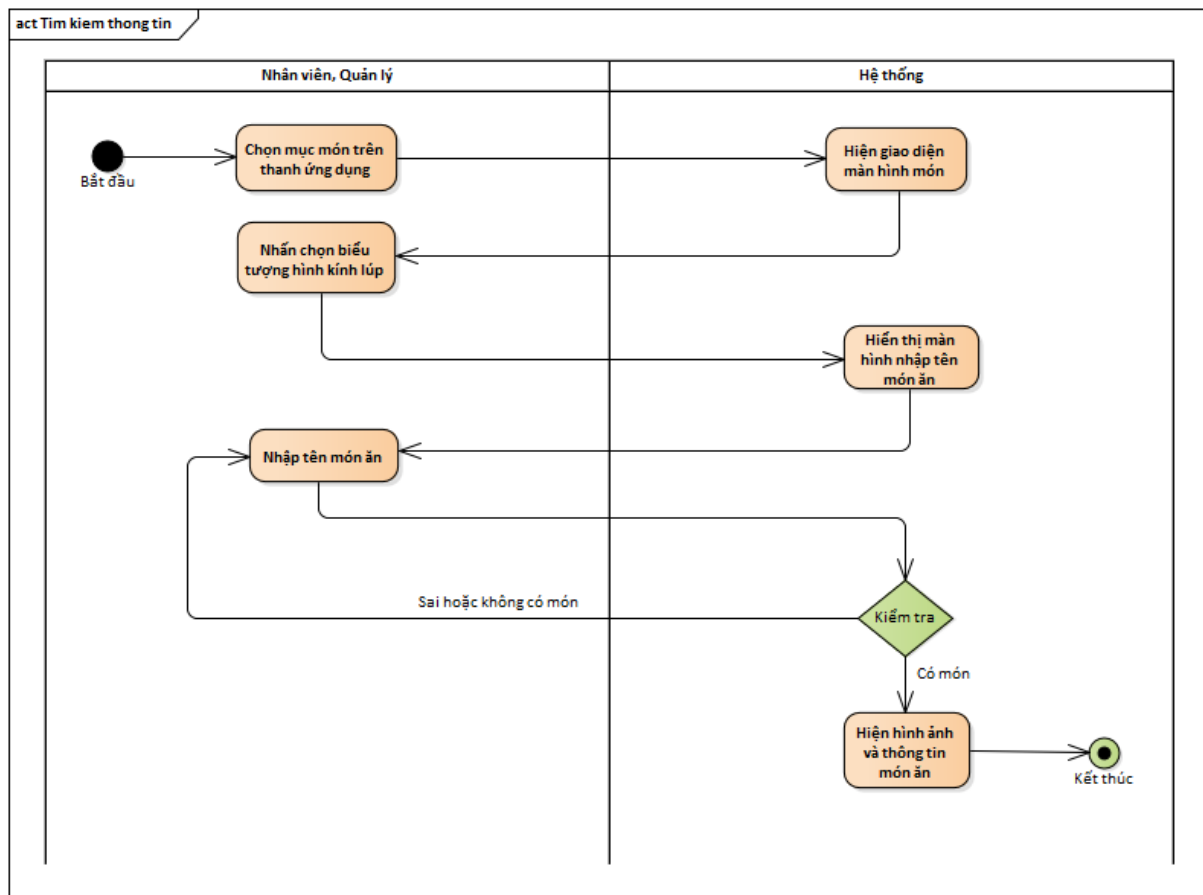 act Tim kiem thong tin
Nhân viên, Quản lý
Hệ thống
Chọn mục món trên
thanh ứng dụng
Hiện giao diện
màn hình món
Bắt đầu
Nhấn chọn biểu
tượng hình kính lúp
Hiển thị màn
hình nhập tên
món ăn
Nhập tên món ăn
Sai hoặc không có món
Kiểm tra
Có món
Hiện hình ảnh
và thông tin
món ăn
Kết thúc